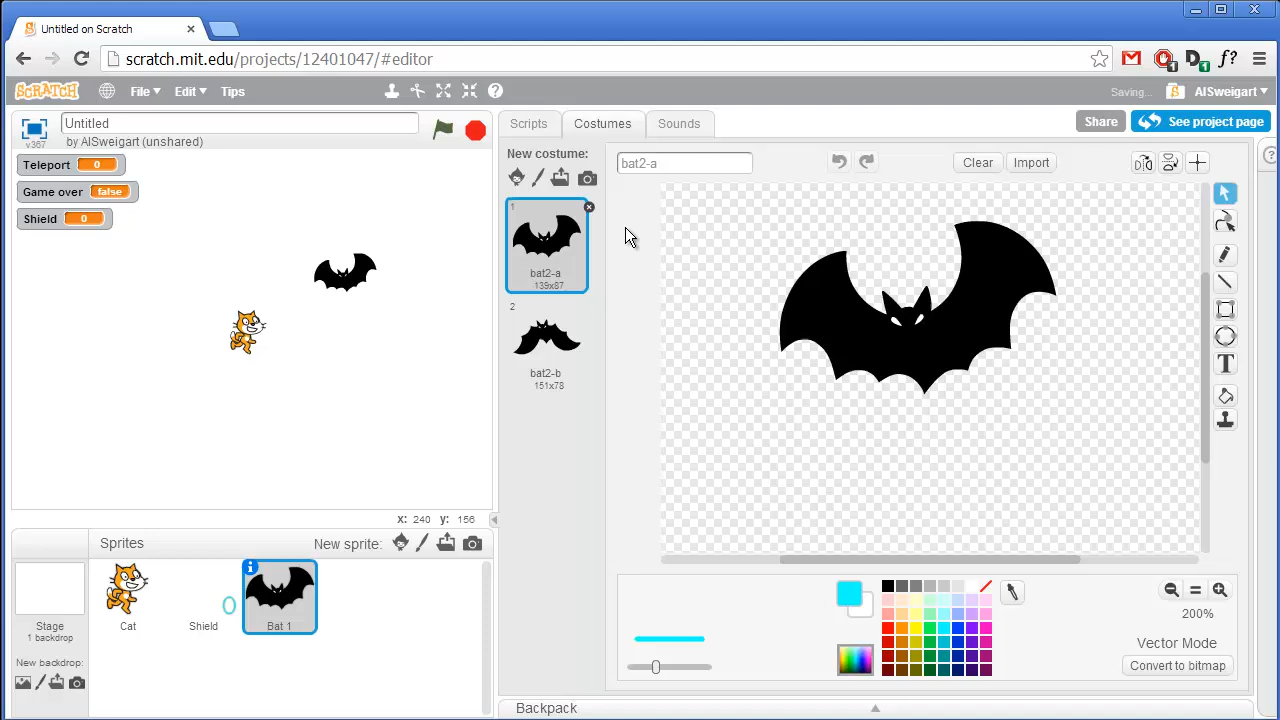 Untitled on Scratch
scratch.mit.edu/projects/12401047/#editor
1
D
1
f?
SCRATCH
File
Edit
Tips
Saving...
AlSweigart
v367
Untitled
by AlSweigart (unshared)
Scripts
Costumes
Sounds
Share
See project page
Teleport 0
Game over false
Shield 0
New costume:
1
bat2-a
139x87
2
bat2-b
151x78
bat2-a
Clear
Import
T
x: 240 y: 156
Sprites
New sprite:
Stage
1 backdrop
New backdrop:
Cat
Shield
Bat 1
200%
Vector Mode
Convert to bitmap
Backpack